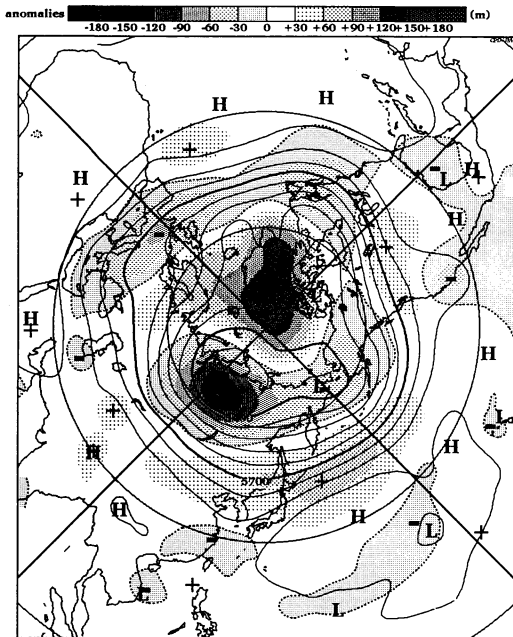 anomalies (m)
-180 -150 -120 -90 -60 -30 0 +30 +60 +90 +120 +150 +180
H H
+
- H
L +
H
H
+
-
+
-
H
+
-
H
L
-
+
H
H
5700
+
H
H
-
L
+
-
-
L
+
L